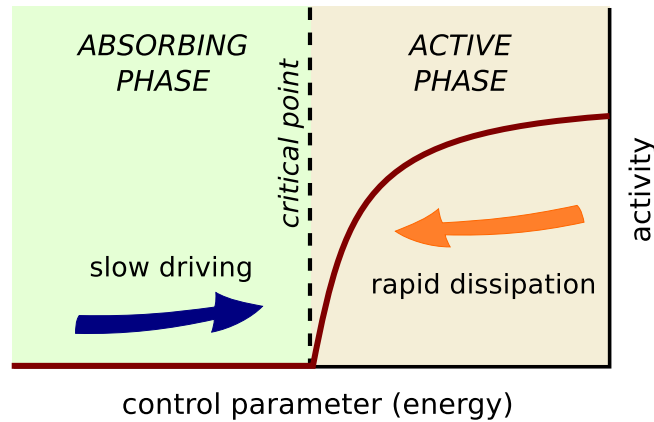 ABSORBING
PHASE
ACTIVE
PHASE
critical point
activity
slow driving
rapid dissipation
control parameter (energy)